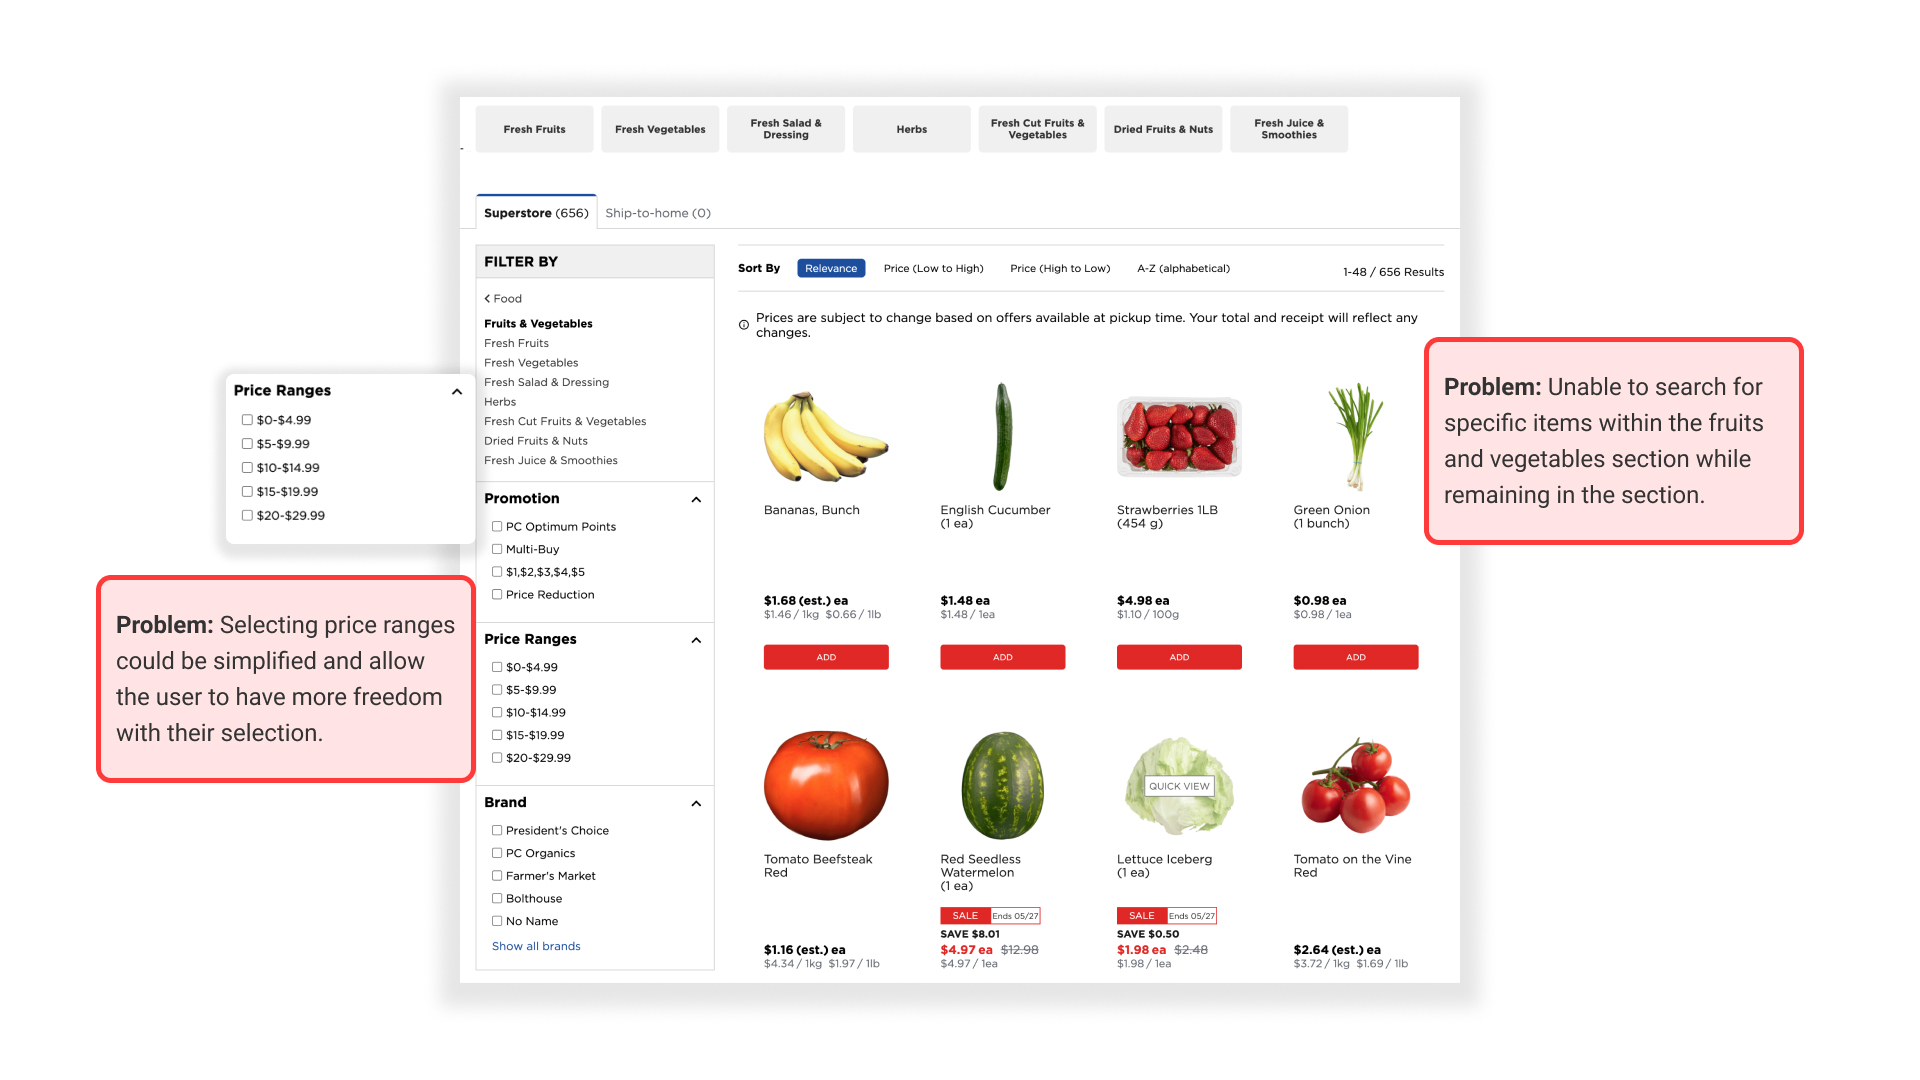 Fresh Fruits
Fresh Vegetables
Fresh Salad &
Dressing
Herbs
Fresh Cut Fruits &
Vegetables
Dried Fruits & Nuts
Fresh Juice &
Smoothies
Superstore (656)
Ship-to-home (0)
FILTER BY
Food
Fruits & Vegetables
Fresh Fruits
Fresh Vegetables
Fresh Salad & Dressing
Herbs
Fresh Cut Fruits & Vegetables
Dried Fruits & Nuts
Fresh Juice & Smoothies
Promotion
PC Optimum Points
Multi-Buy
$1,$2,$3,$4,$5
Price Reduction
Price Ranges
$0-$4.99
$5-$9.99
$10-$14.99
$15-$19.99
$20-$29.99
Brand
President's Choice
PC Organics
Farmer's Market
Bolthouse
No Name
Show all brands
Price Ranges
$0-$4.99
$5-$9.99
$10-$14.99
$15-$19.99
$20-$29.99
Problem: Selecting price ranges
could be simplified and allow
the user to have more freedom
with their selection.
Sort By Relevance Price (Low to High) Price (High to Low) A-Z (alphabetical)
1-48 / 656 Results
Prices are subject to change based on offers available at pickup time. Your total and receipt will reflect any
changes.
Bananas, Bunch
$1.68 (est.) ea
$1.46 / 1kg $0.66 / 1lb
ADD
English Cucumber
(1 ea)
$1.48 ea
$1.48 / 1ea
ADD
Strawberries 1LB
(454 g)
$4.98 ea
$1.10 / 100g
ADD
Green Onion
(1 bunch)
$0.98 ea
$0.98 / 1ea
ADD
Tomato Beefsteak
Red
$1.16 (est.) ea
$4.34 / 1kg $1.97 / 1lb
Red Seedless
Watermelon
(1 ea)
SALE Ends 05/27
SAVE $8.01
$4.97 ea $12.98
$4.97 / 1ea
QUICK VIEW
Lettuce Iceberg
(1 ea)
SALE Ends 05/27
SAVE $0.50
$1.98 ea $2.48
$1.98 / 1ea
Tomato on the Vine
Red
$2.64 (est.) ea
$3.72 / 1kg $1.69 / 1lb
Problem: Unable to search for
specific items within the fruits
and vegetables section while
remaining in the section.